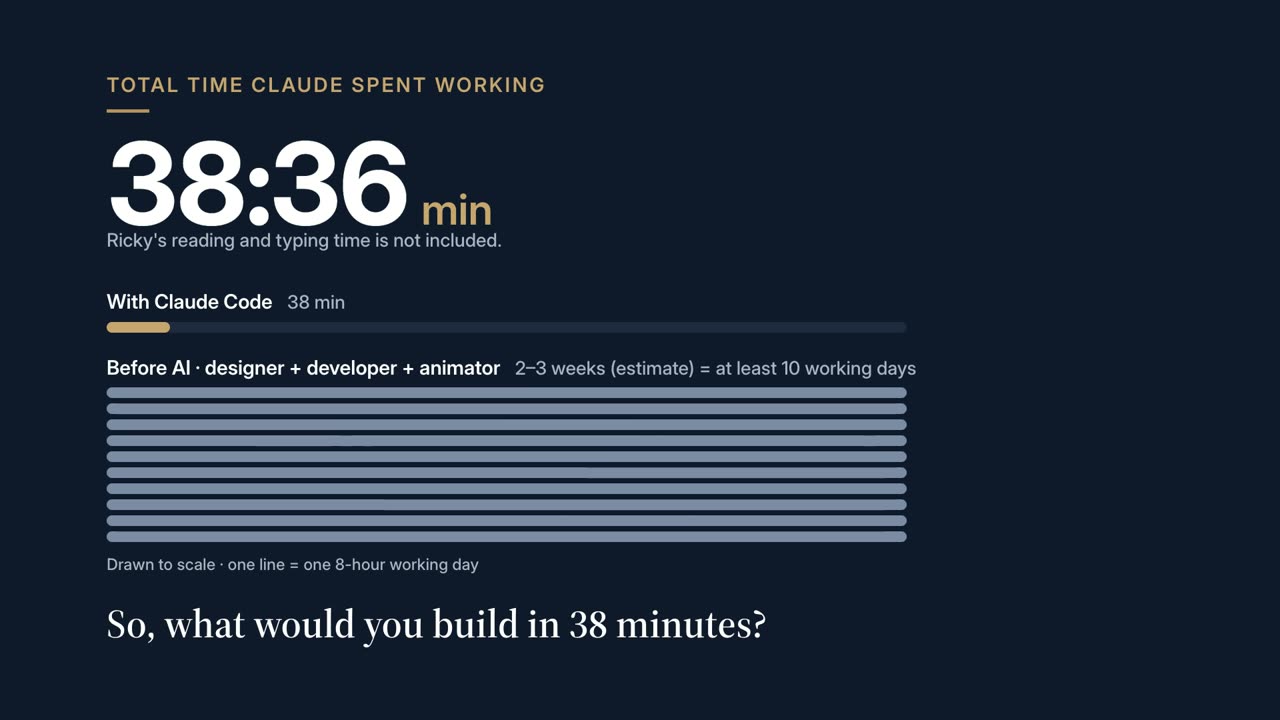 TOTAL TIME CLAUDE SPENT WORKING
38:36 min
Ricky's reading and typing time is not included.
With Claude Code 38 min
Before AI · designer + developer + animator 2–3 weeks (estimate) = at least 10 working days
Drawn to scale · one line = one 8-hour working day
So, what would you build in 38 minutes?